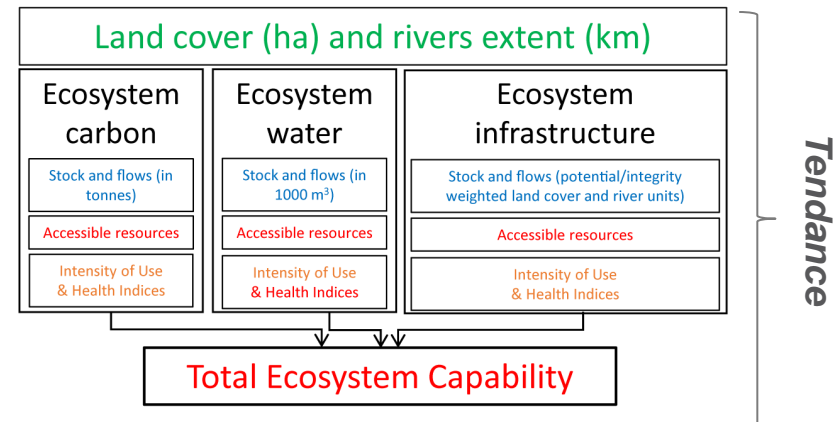 Land cover (ha) and rivers extent (km)
Ecosystem
carbon
Stock and flows (in
tonnes)
Accessible resources
Intensity of Use
& Health Indices
Ecosystem
water
Stock and flows (in
1000 m³)
Accessible resources
Intensity of Use
& Health Indices
Ecosystem
infrastructure
Stock and flows (potential/integrity
weighted land cover and river units)
Accessible resources
Intensity of Use
& Health Indices
Total Ecosystem Capability
Tendance